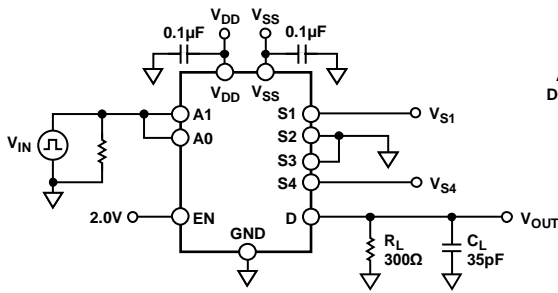 V_DD V_SS
0.1µF 0.1µF
V_DD V_SS
A1 S1 V_S1
A0 S2
V_IN
S3
S4 V_S4
2.0V EN D V_OUT
GND
R_L C_L
300Ω 35pF
D